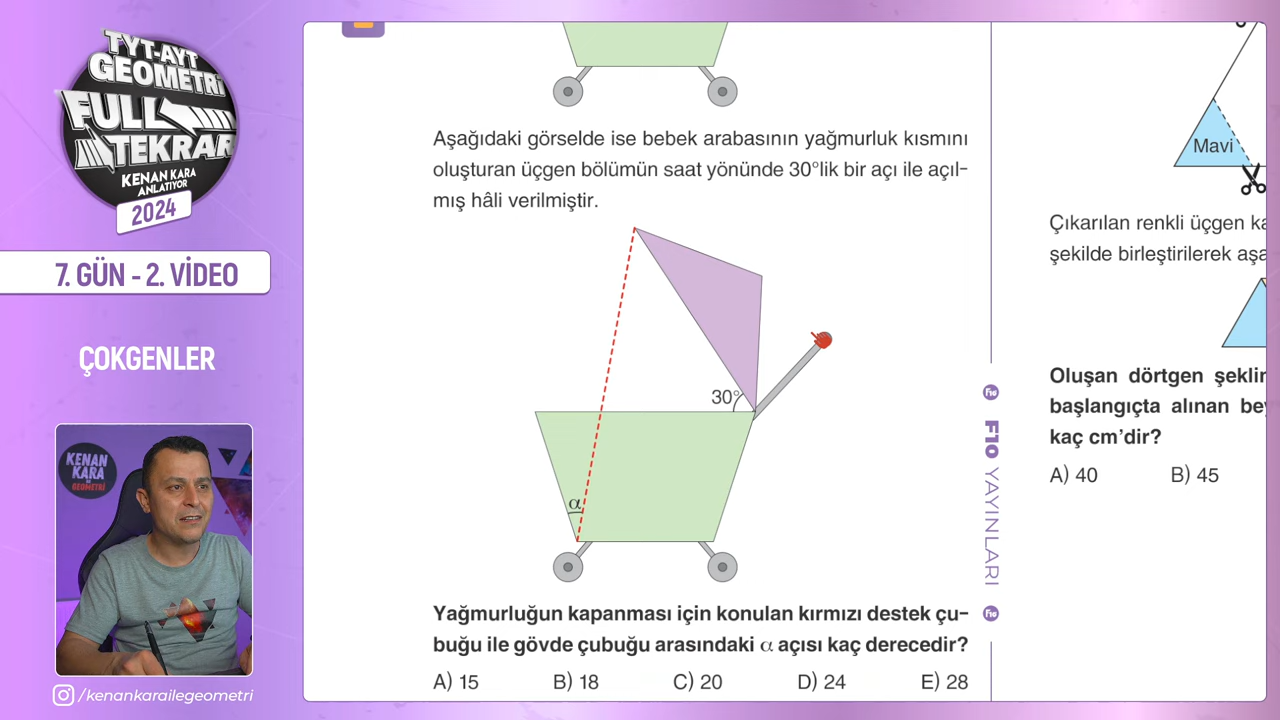 TYT-AYT
GEOMETRİ
FULL
TEKRAR
KENAN KARA
ANLATIYOR
2024
7. GÜN - 2. VİDEO
ÇOKGENLER
KENAN
KARA
İLE
GEOMETRİ
/kenankarailegeometri
Aşağıdaki görselde ise bebek arabasının yağmurluk kısmını
oluşturan üçgen bölümün saat yönünde 30°lik bir açı ile açıl-
mış hâli verilmiştir.
30°
α
Yağmurluğun kapanması için konulan kırmızı destek çu-
buğu ile gövde çubuğu arasındaki α açısı kaç derecedir?
A) 15 B) 18 C) 20 D) 24 E) 28
F10
F10 YAYINLARI
F10
Mavi
Çıkarılan renkli üçgen
şekilde birleştirilerek
Oluşan dörtgen
başlangıçta alınan
kaç cm'dir?
A) 40 B) 45